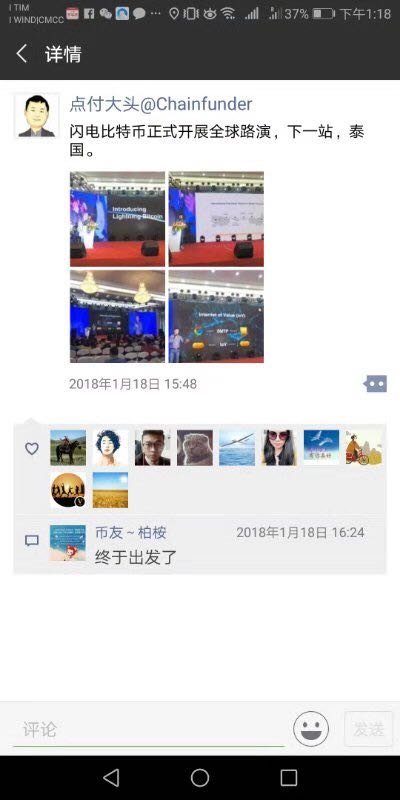 I TIM
I WIND|CMCC
37%
下午1:18
详情
点付大头@Chainfunder
闪电比特币正式开展全球路演，下一站，泰
国。
Introducing
Lightning Bitcoin
Internet of Value (IoV)
SMTP
IoV
2018年1月18日 15:48
币友~柏桉
2018年1月18日 16:24
终于出发了
评论
发送